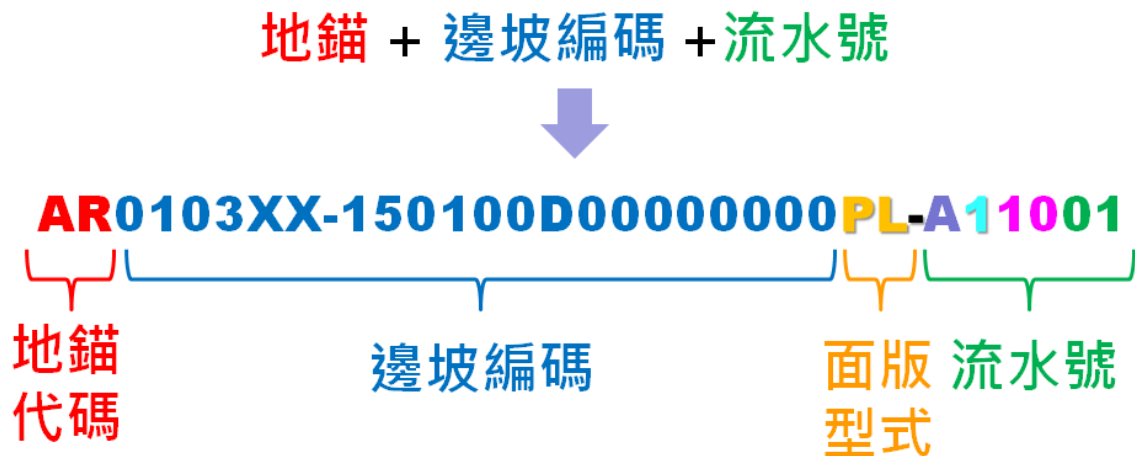 地錨 + 邊坡編碼 +流水號
AR0103XX-150100D00000000PL-A11001
地錨
代碼
邊坡編碼
面版
型式
流水號